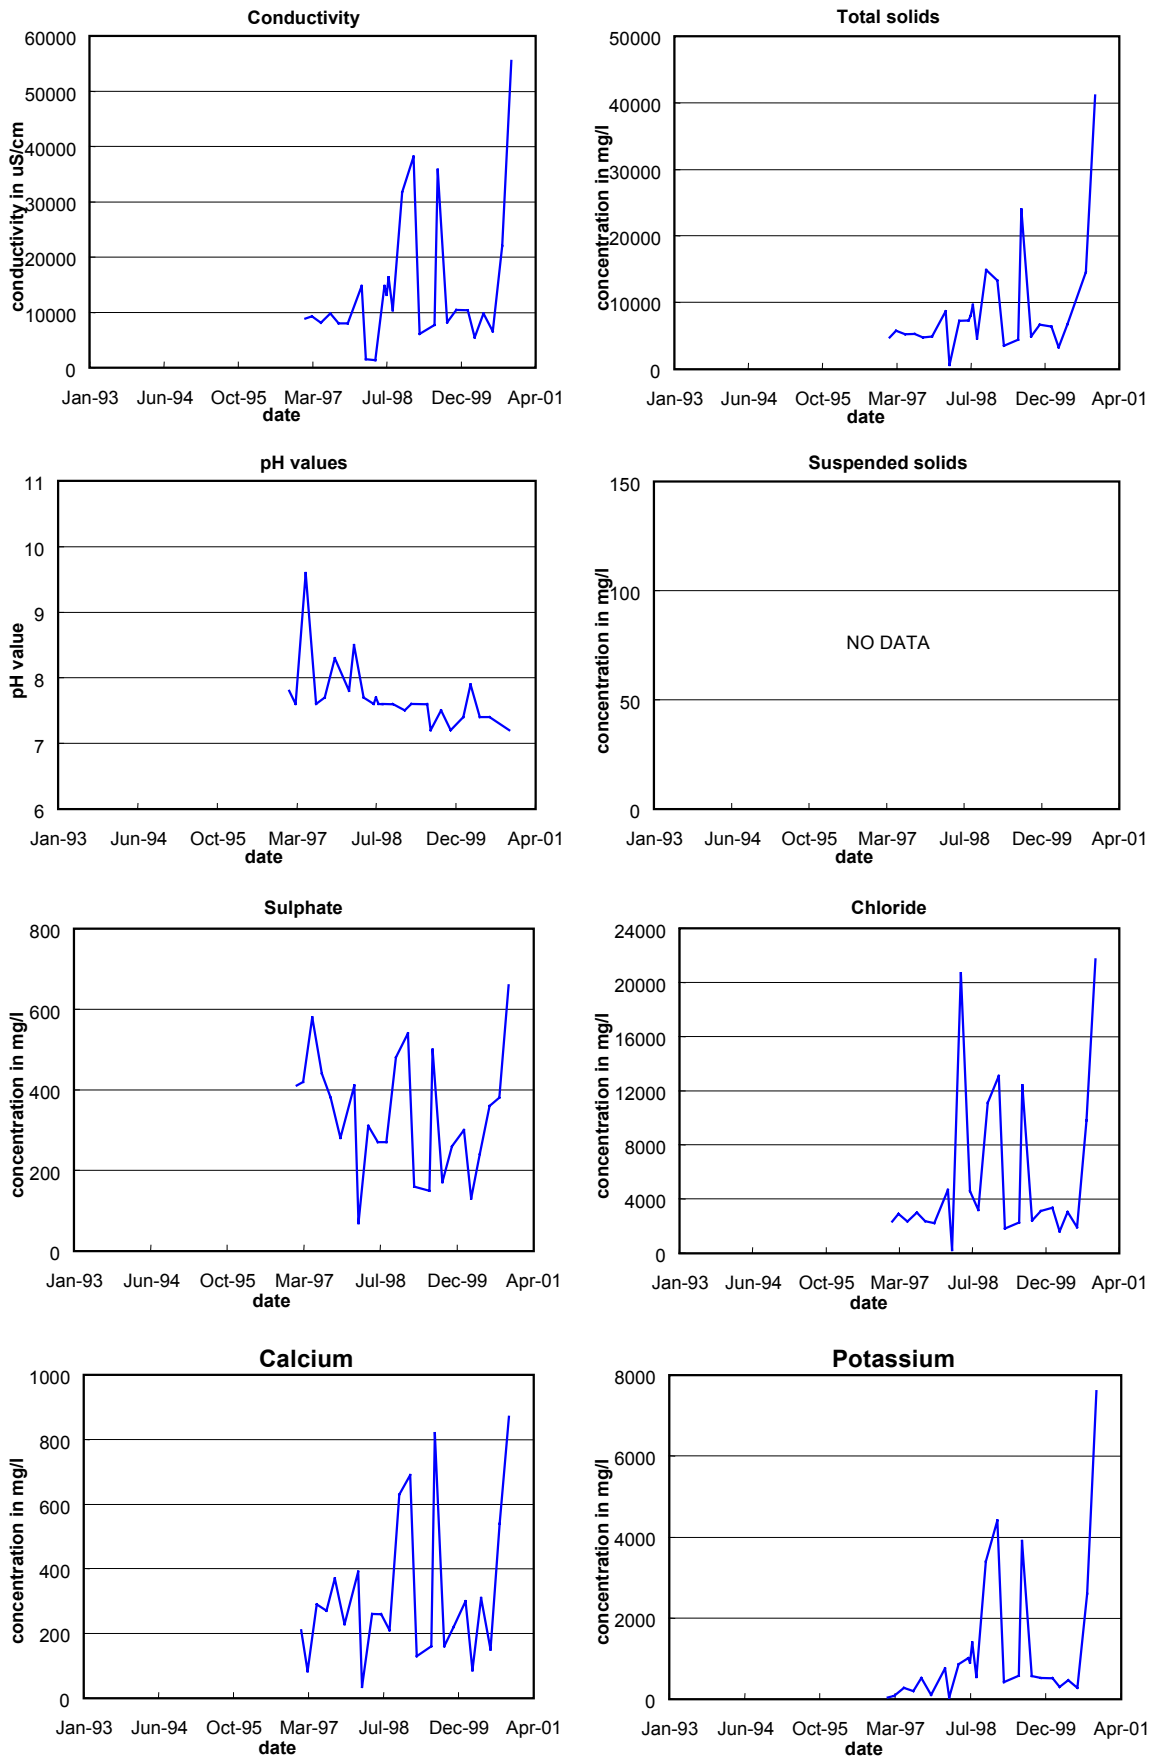 Conductivity
60000
50000
40000
30000
20000
10000
0
conductivity in uS/cm
Jan-93 Jun-94 Oct-95 Mar-97 Jul-98 Dec-99 Apr-01
date
Total solids
50000
40000
30000
20000
10000
0
concentration in mg/l
Jan-93 Jun-94 Oct-95 Mar-97 Jul-98 Dec-99 Apr-01
date
pH values
11
10
9
8
7
6
pH value
Jan-93 Jun-94 Oct-95 Mar-97 Jul-98 Dec-99 Apr-01
date
Suspended solids
150
100
50
0
concentration in mg/l
NO DATA
Jan-93 Jun-94 Oct-95 Mar-97 Jul-98 Dec-99 Apr-01
date
Sulphate
800
600
400
200
0
concentration in mg/l
Jan-93 Jun-94 Oct-95 Mar-97 Jul-98 Dec-99 Apr-01
date
Chloride
24000
20000
16000
12000
8000
4000
0
concentration in mg/l
Jan-93 Jun-94 Oct-95 Mar-97 Jul-98 Dec-99 Apr-01
date
Calcium
1000
800
600
400
200
0
concentration in mg/l
Jan-93 Jun-94 Oct-95 Mar-97 Jul-98 Dec-99 Apr-01
date
Potassium
8000
6000
4000
2000
0
concentration in mg/l
Jan-93 Jun-94 Oct-95 Mar-97 Jul-98 Dec-99 Apr-01
date